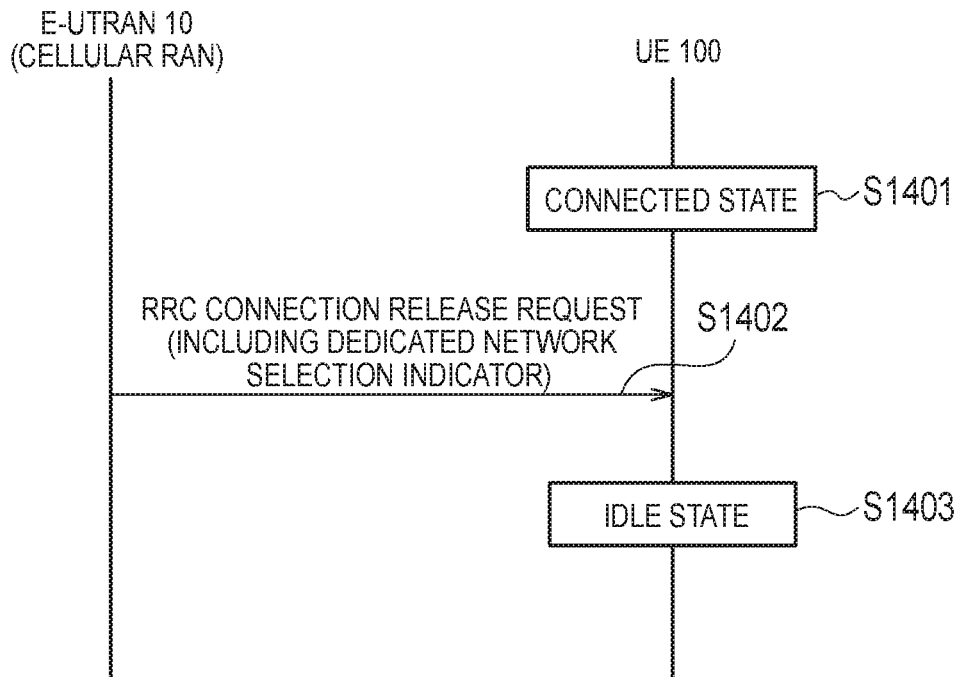 E-UTRAN 10
(CELLULAR RAN)
UE 100
CONNECTED STATE
S1401
RRC CONNECTION RELEASE REQUEST
(INCLUDING DEDICATED NETWORK
SELECTION INDICATOR)
S1402
IDLE STATE
S1403